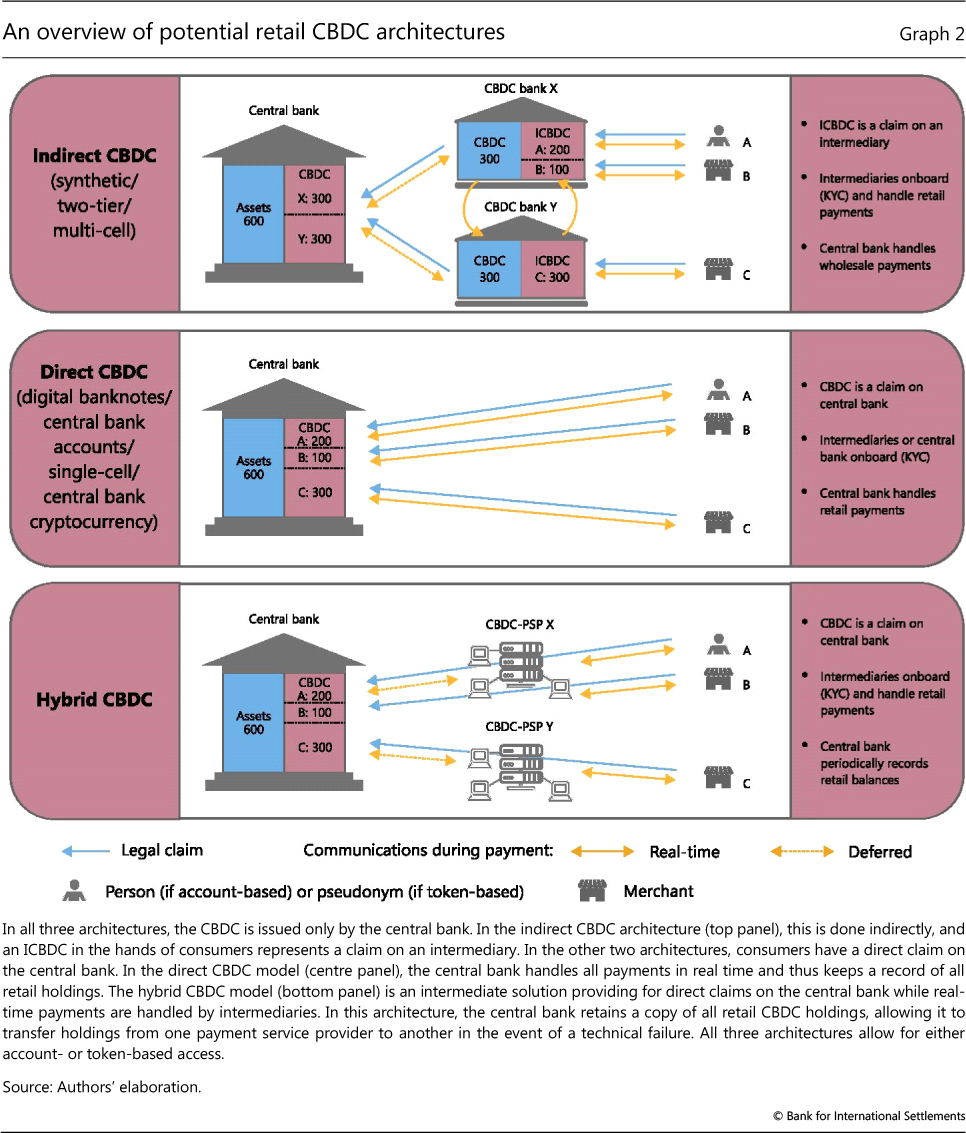 An overview of potential retail CBDC architectures
Graph 2
Indirect CBDC
(synthetic/
two-tier/
multi-cell)
Central bank
Assets
600
CBDC
X: 300
Y: 300
CBDC bank X
CBDC
300
ICBDC
A: 200
B: 100
CBDC bank Y
CBDC
300
ICBDC
C: 300
A
B
C
• ICBDC is a claim on an
intermediary
• Intermediaries onboard
(KYC) and handle retail
payments
• Central bank handles
wholesale payments
Direct CBDC
(digital banknotes/
central bank
accounts/
single-cell/
central bank
cryptocurrency)
Central bank
Assets
600
CBDC
A: 200
B: 100
C: 300
A
B
C
• CBDC is a claim on
central bank
• Intermediaries or central
bank onboard (KYC)
• Central bank handles
retail payments
Hybrid CBDC
Central bank
Assets
600
CBDC
A: 200
B: 100
C: 300
CBDC-PSP X
CBDC-PSP Y
A
B
C
• CBDC is a claim on
central bank
• Intermediaries onboard
(KYC) and handle retail
payments
• Central bank
periodically records
retail balances
Legal claim
Communications during payment:
Real-time
Deferred
Person (if account-based) or pseudonym (if token-based)
Merchant
In all three architectures, the CBDC is issued only by the central bank. In the indirect CBDC architecture (top panel), this is done indirectly, and
an ICBDC in the hands of consumers represents a claim on an intermediary. In the other two architectures, consumers have a direct claim on
the central bank. In the direct CBDC model (centre panel), the central bank handles all payments in real time and thus keeps a record of all
retail holdings. The hybrid CBDC model (bottom panel) is an intermediate solution providing for direct claims on the central bank while real-
time payments are handled by intermediaries. In this architecture, the central bank retains a copy of all retail CBDC holdings, allowing it to
transfer holdings from one payment service provider to another in the event of a technical failure. All three architectures allow for either
account- or token-based access.
Source: Authors’ elaboration.
© Bank for International Settlements